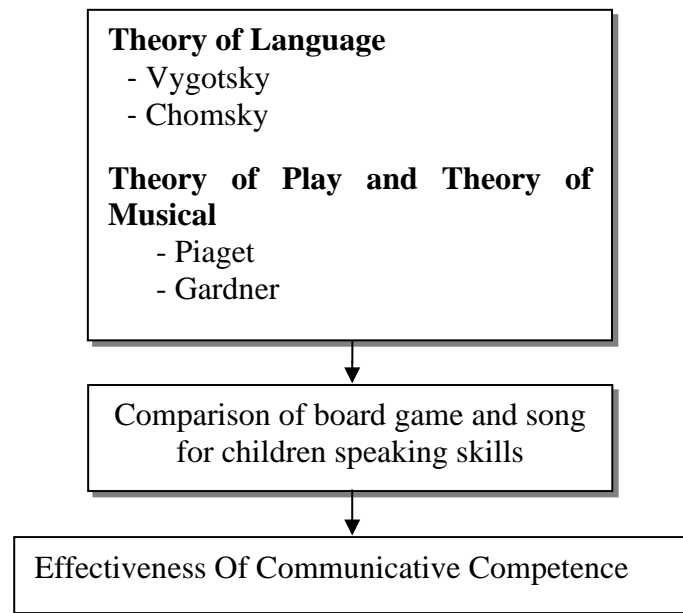 Theory of Language
- Vygotsky
- Chomsky
Theory of Play and Theory of
Musical
- Piaget
- Gardner
Comparison of board game and song
for children speaking skills
Effectiveness Of Communicative Competence